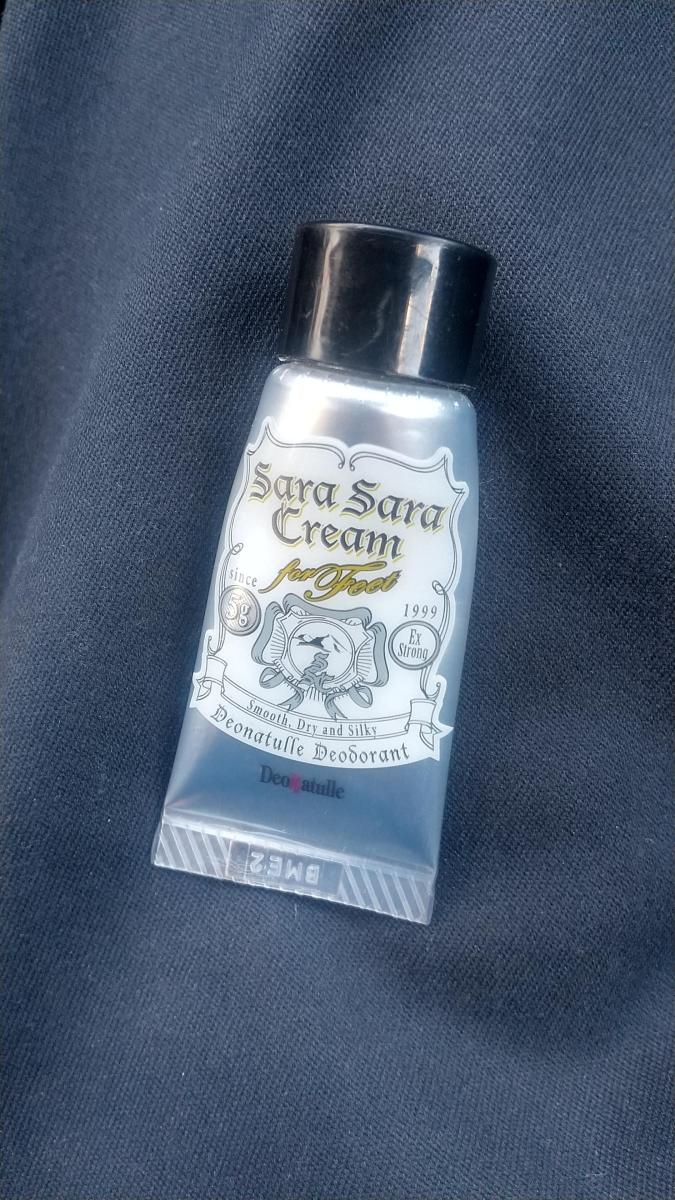 Sara Sara
Cream
for Feet
since
1999
5g
Ex
Strong
Smooth, Dry and Silky
Deonatulle Deodorant
Deonatulle
BME2